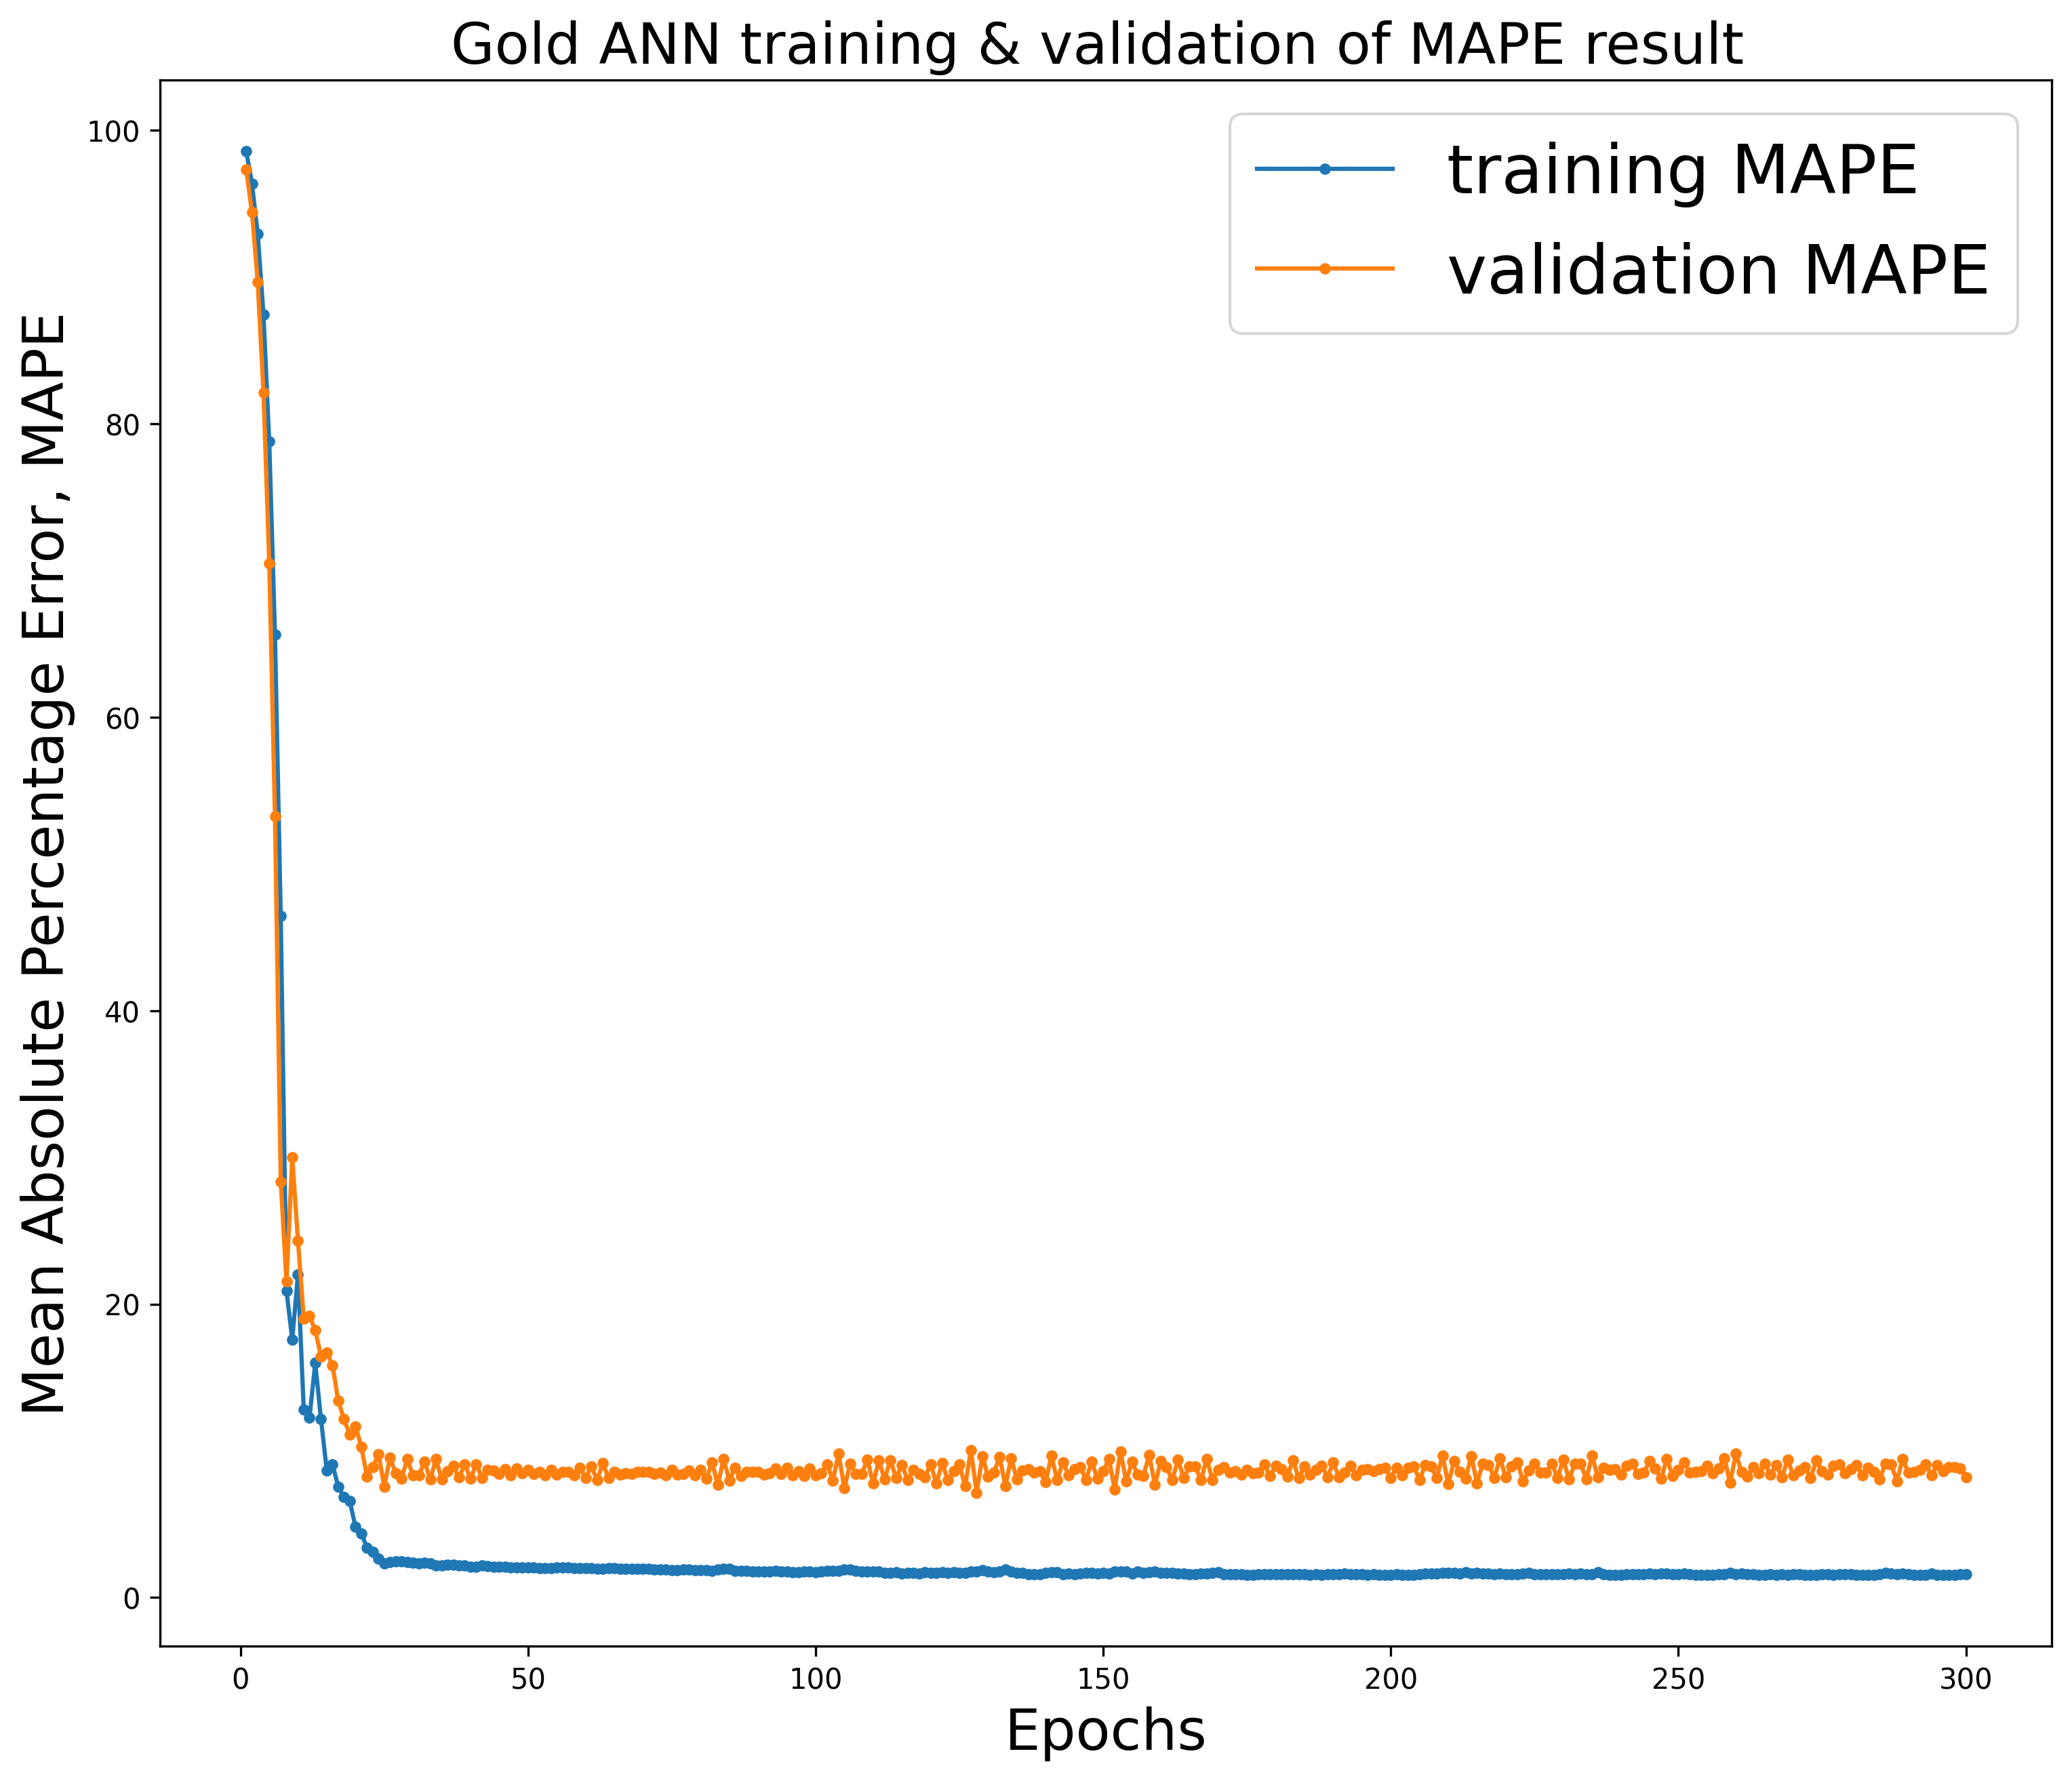 Gold ANN training & validation of MAPE result
training MAPE
validation MAPE
Mean Absolute Percentage Error, MAPE
100
80
60
40
20
0
0 50 100 150 200 250 300
Epochs